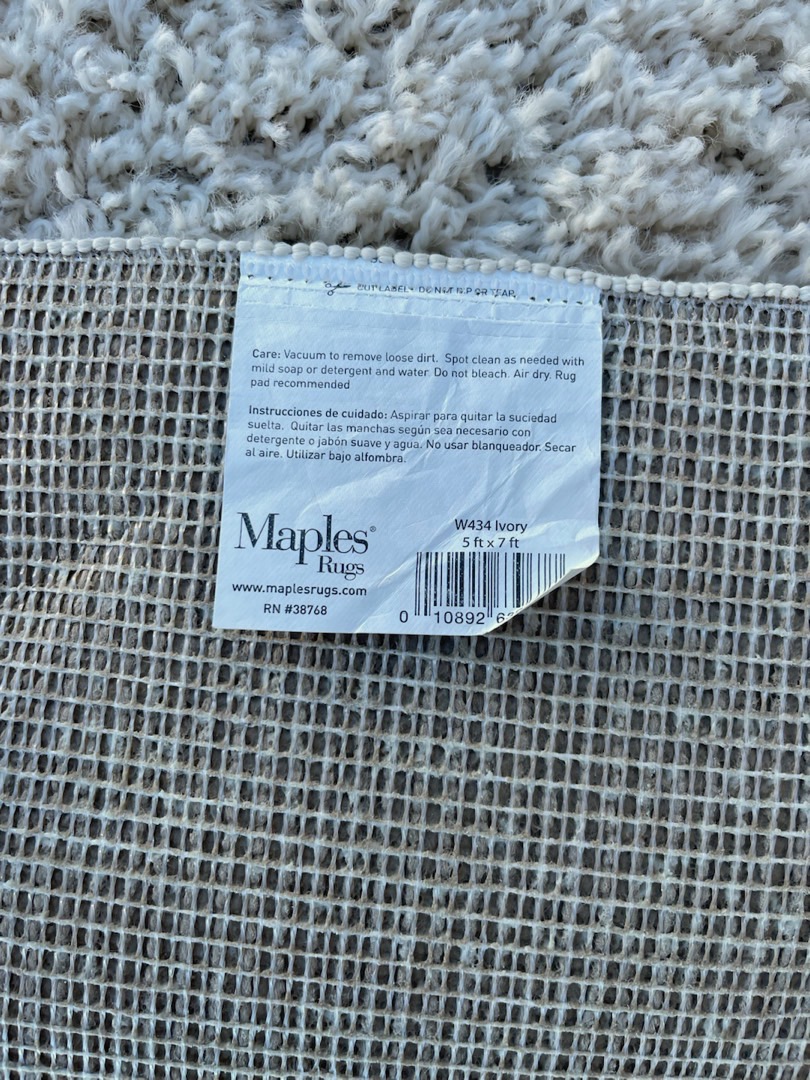 CUT LABEL - DO NOT RIP OR TEAR
Care: Vacuum to remove loose dirt. Spot clean as needed with
mild soap or detergent and water. Do not bleach. Air dry. Rug
pad recommended
Instrucciones de cuidado: Aspirar para quitar la suciedad
suelta. Quitar las manchas según sea necesario con
detergente o jabón suave y agua. No usar blanqueador. Secar
al aire. Utilizar bajo alfombra.
Maples®
Rugs
www.maplesrugs.com
RN #38768
W434 Ivory
5 ft x 7 ft
0 10892 6